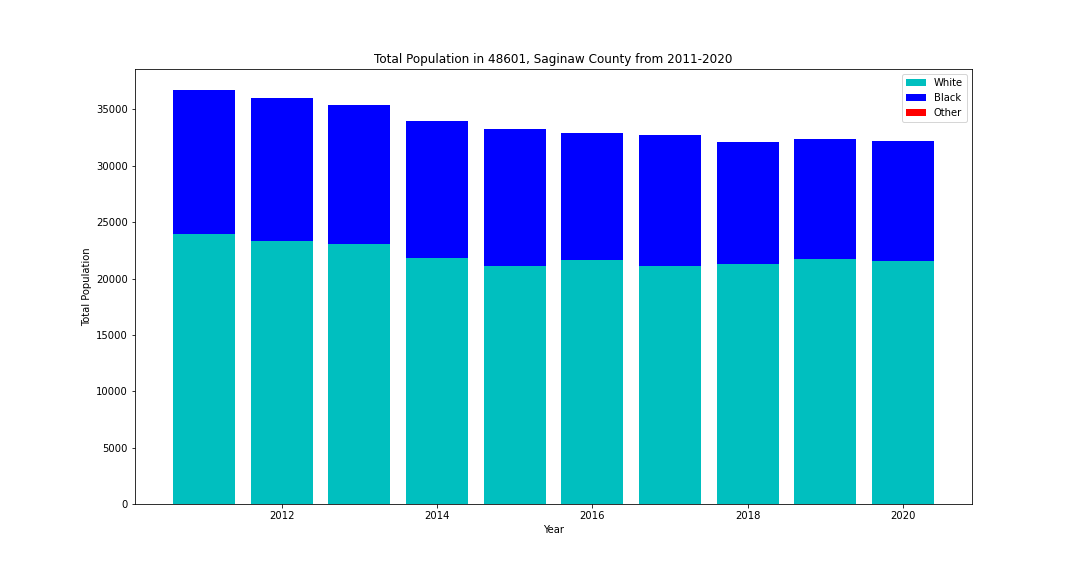 Total Population in 48601, Saginaw County from 2011-2020
White
Black
Other
35000
30000
25000
20000
15000
10000
5000
0
Total Population
2012 2014 2016 2018 2020
Year